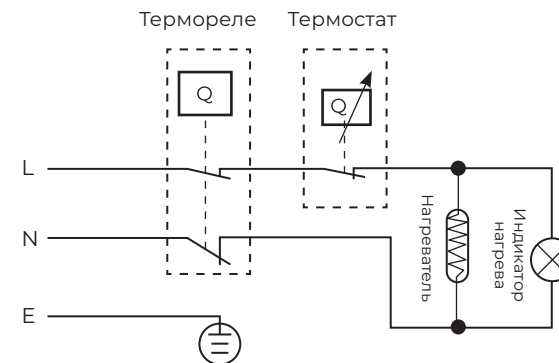 Термореле
Термостат
Q
Q
L
N
E
Нагреватель
Индикатор
нагрева